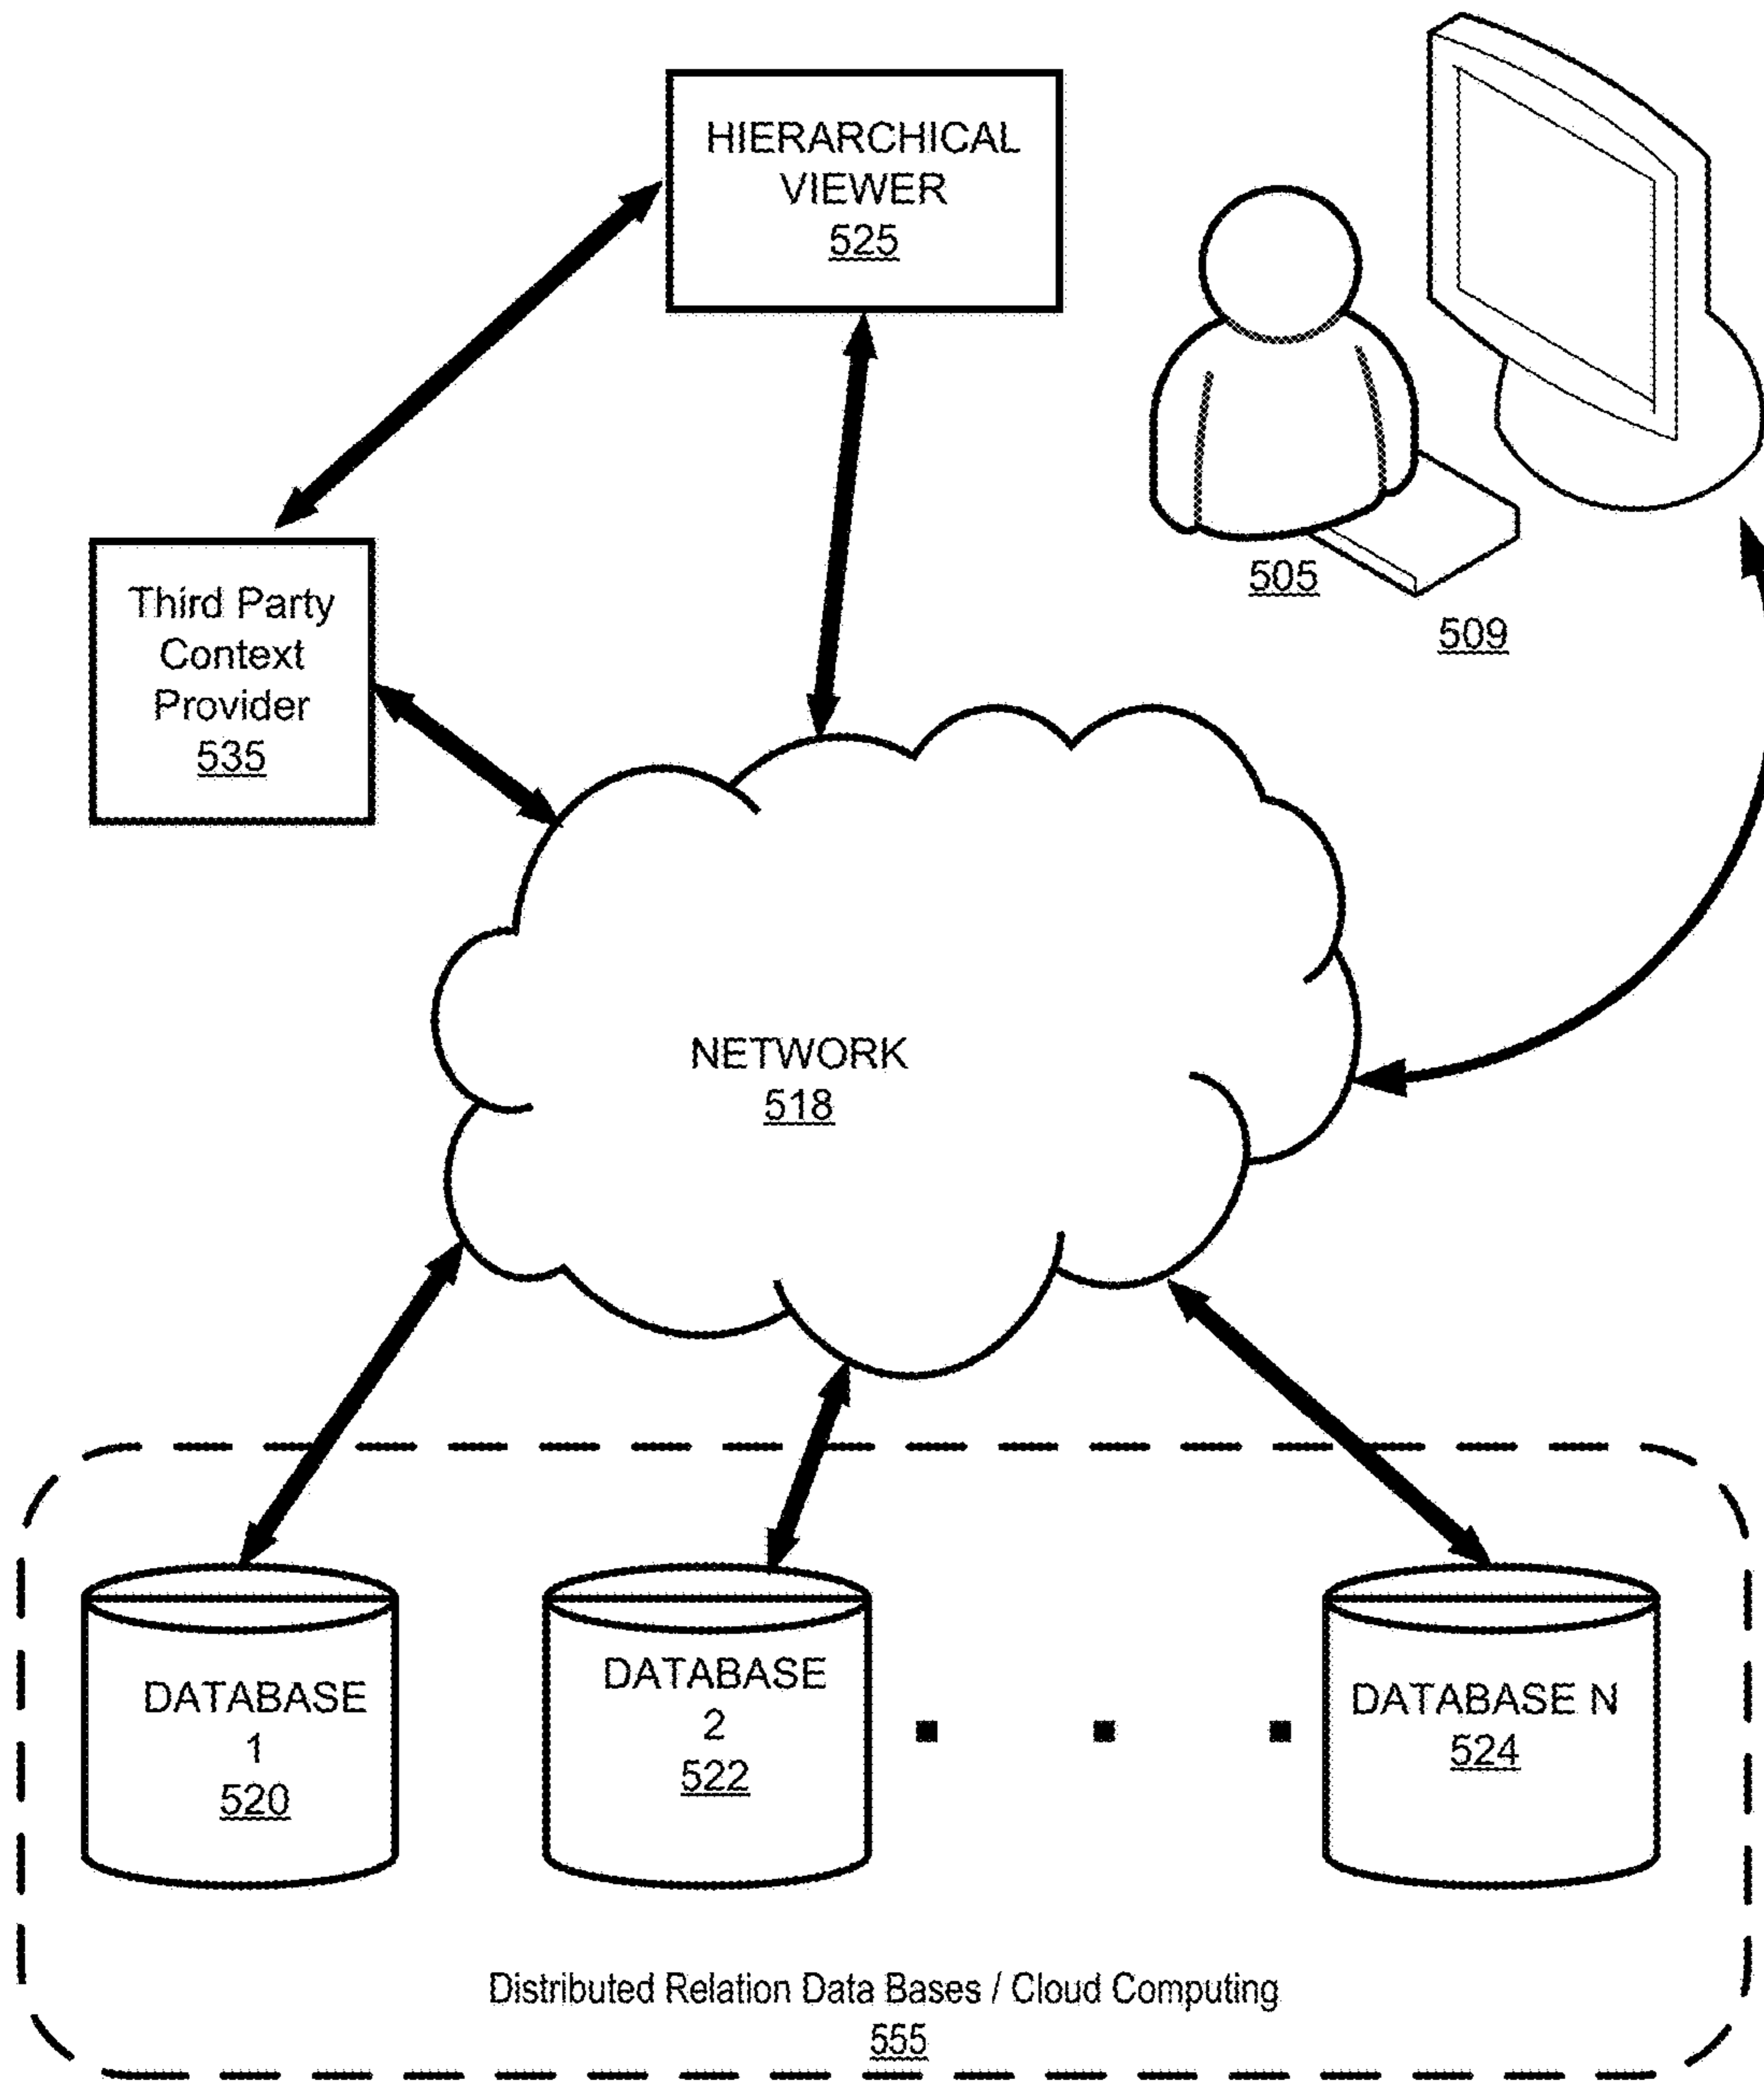 HIERARCHICAL
VIEWER
525
505
509
Third Party
Context
Provider
535
NETWORK
518
DATABASE
1
520
DATABASE
2
522
DATABASE N
524
Distributed Relation Data Bases / Cloud Computing
555